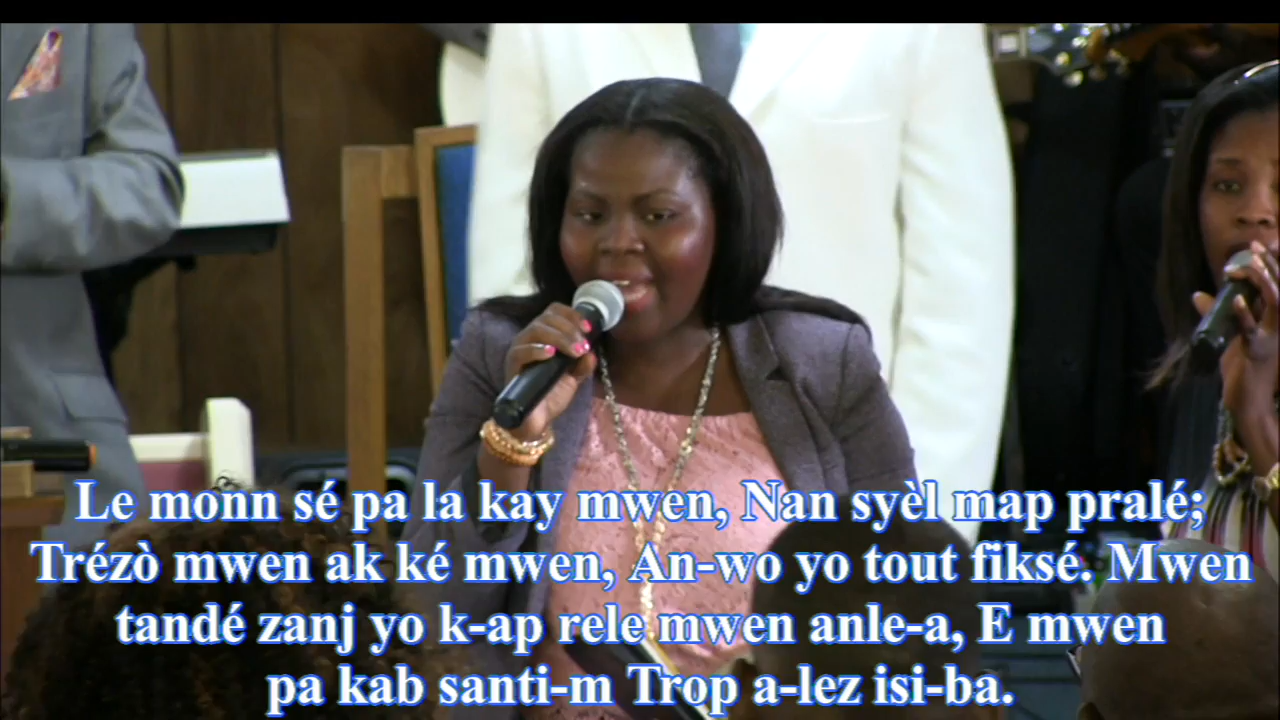 Le monn sé pa la kay mwen, Nan syèl map pralé;
Trézò mwen ak ké mwen, An-wo yo tout fiksé. Mwen
tandé zanj yo k-ap rele mwen anle-a, E mwen
pa kab santi-m Trop a-lez isi-ba.